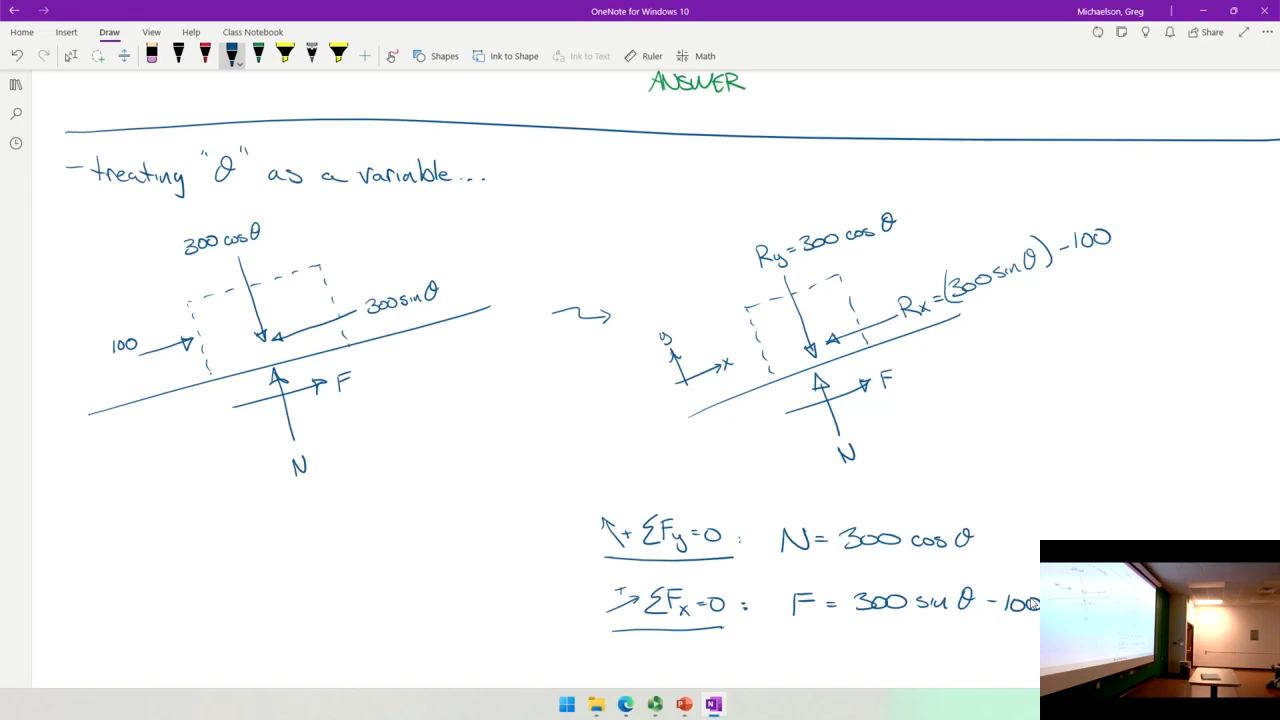 OneNote for Windows 10
Michaelson, Greg
Home Insert Draw View Help Class Notebook
Share
Shapes Ink to Shape Ink to Text Ruler Math
ANSWER
- treating "θ" as a variable...
300 cos θ
300 sin θ
100
F
N
Ry = 300 cos θ
Rx = (300 sin θ) - 100
y
x
F
N
+ ΣFy = 0 : N = 300 cos θ
+ ΣFx = 0 : F = 300 sin θ - 100